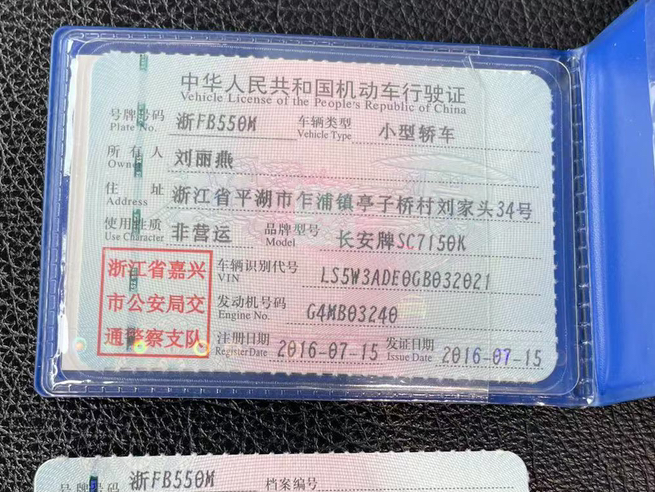 中华人民共和国机动车行驶证
Vehicle License of the People's Republic of China
号牌号码 浙FB550M 车辆类型 小型轿车
Plate No. Vehicle Type
所有人 刘丽燕
Owner
住址 浙江省平湖市乍浦镇亭子桥村刘家头34号
Address
使用性质 非营运 品牌型号 长安牌SC7150K
Use Character Model
浙江省嘉兴
市公安局交
通警察支队
车辆识别代号 LS5W3ADE0GB032021
VIN
发动机号码 G4MB03240
Engine No.
注册日期 2016-07-15 发证日期 2016-07-15
Register Date Issue Date
号牌号码 浙FB550M 档案编号